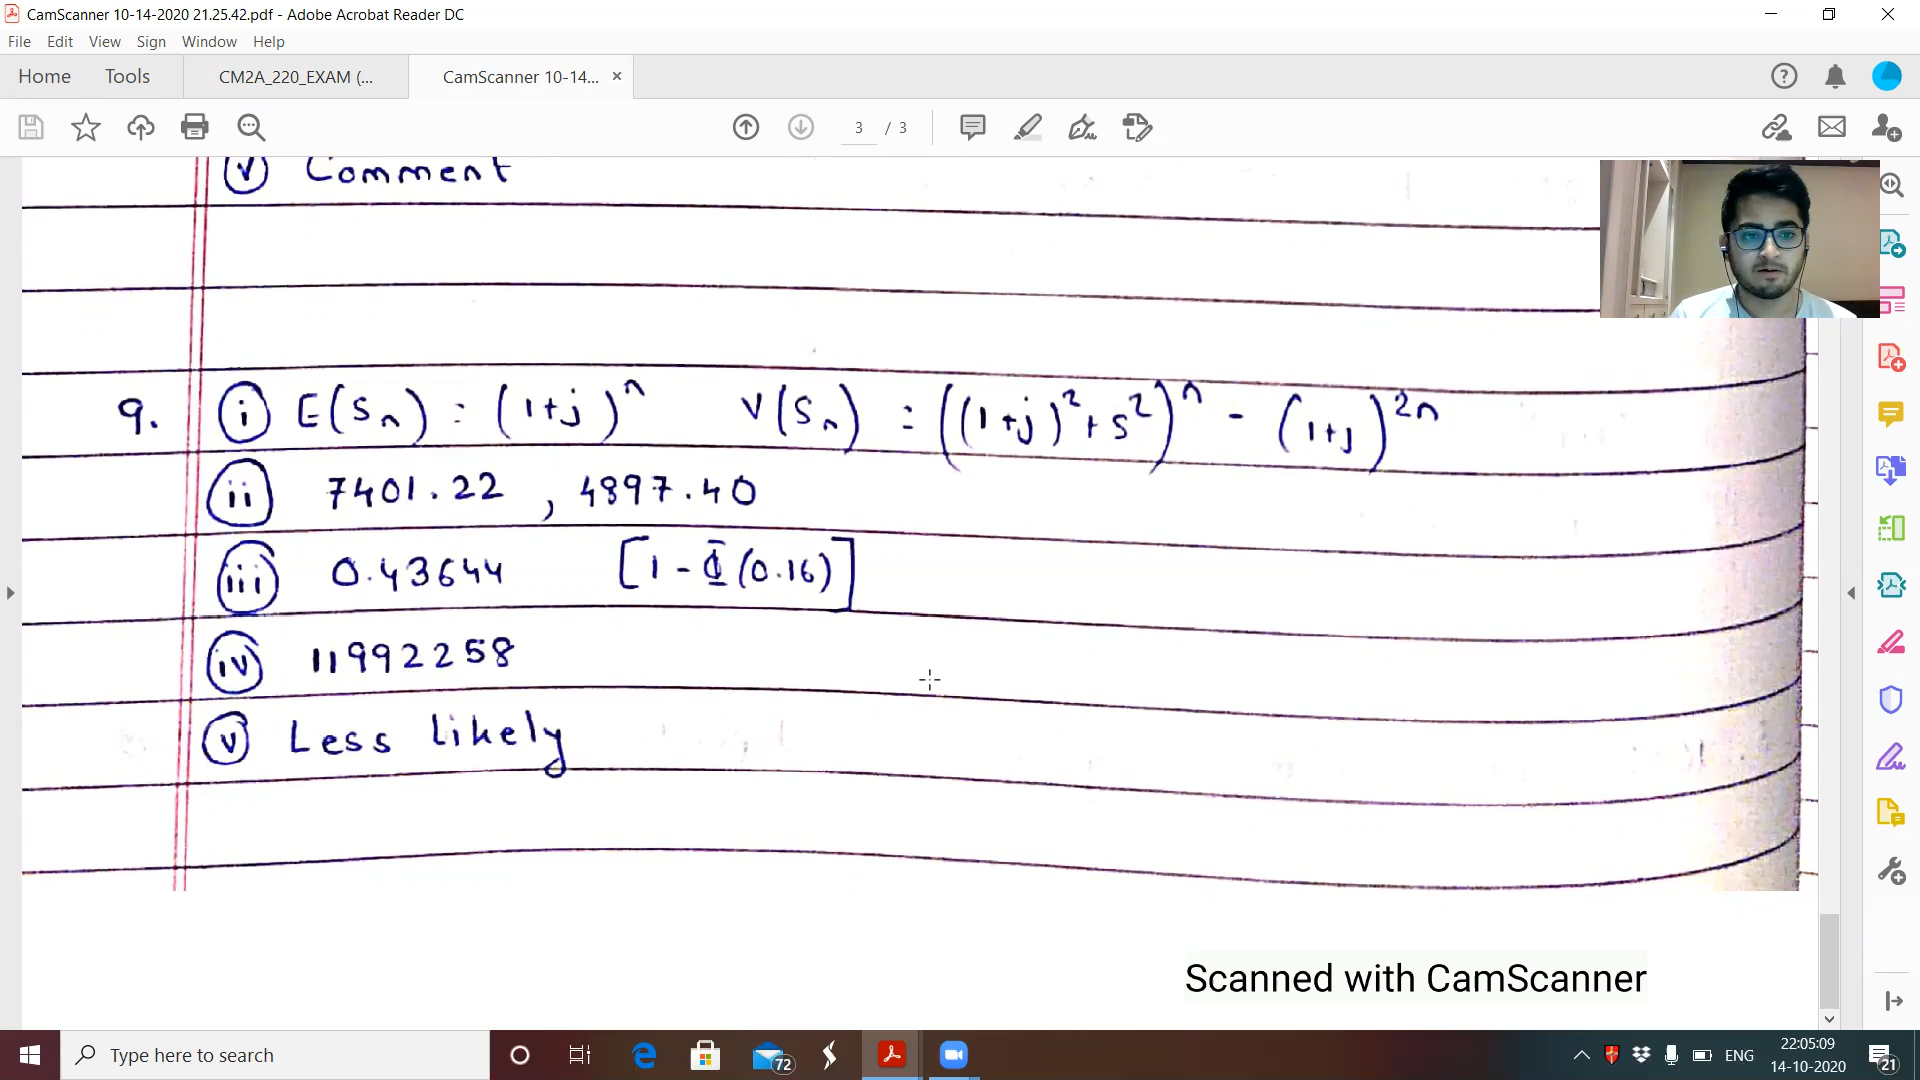 CamScanner 10-14-2020 21.25.42.pdf - Adobe Acrobat Reader DC
File Edit View Sign Window Help
Home Tools CM2A_220_EXAM (... CamScanner 10-14... ×
3 / 3
(v) Comment
9. (i) E(Sn) = (1+j)^n V(Sn) = ((1+j)^2+s^2)^n - (1+j)^2n
(ii) 7401.22 , 4897.40
(iii) 0.43644 [1 - Φ(0.16)]
(iv) 11992258
(v) Less likely
Scanned with CamScanner
Type here to search
72
ENG
22:05:09
14-10-2020
21